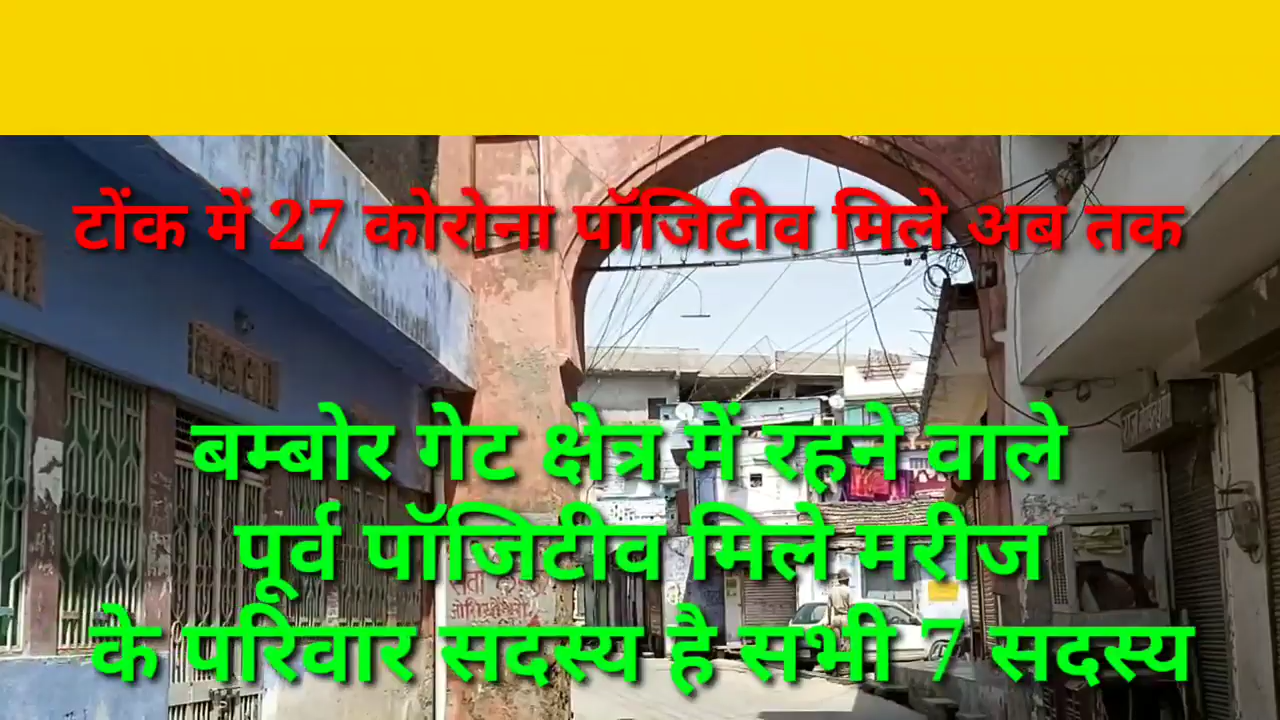 टोंक में 27 कोरोना पॉजिटीव मिले अब तक
बम्बोर गेट क्षेत्र में रहने वाले
पूर्व पॉजिटीव मिले मरीज
के परिवार सदस्य है सभी 7 सदस्य